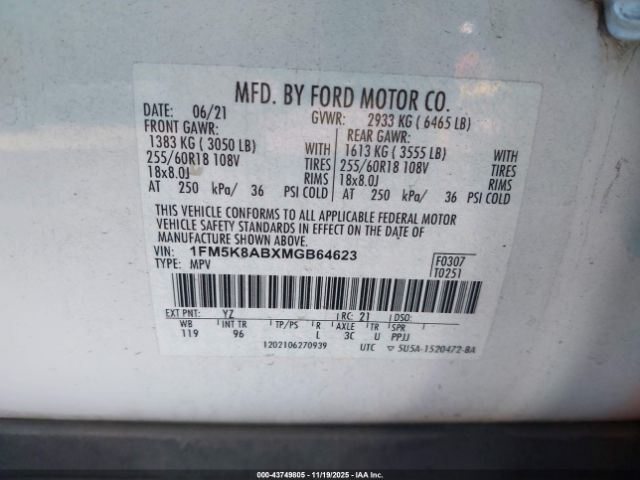 MFD. BY FORD MOTOR CO.
DATE: 06/21 GVWR: 2933 KG ( 6465 LB)
FRONT GAWR: REAR GAWR:
1383 KG ( 3050 LB) WITH 1613 KG ( 3555 LB) WITH
255/60R18 108V TIRES 255/60R18 108V TIRES
18x8.0J RIMS 18x8.0J RIMS
AT 250 kPa/ 36 PSI COLD AT 250 kPa/ 36 PSI COLD
THIS VEHICLE CONFORMS TO ALL APPLICABLE FEDERAL MOTOR
VEHICLE SAFETY STANDARDS IN EFFECT ON THE DATE OF
MANUFACTURE SHOWN ABOVE.
VIN: 1FM5K8ABXMGB64623 F0307
TYPE: MPV T0251
EXT PNT: YZ RC: 21 DSO:
WB INT TR TP/PS R AXLE TR SPR
119 96 L 3C U PPJJ
1202106270939 UTC ▽ 5U5A-1520472-BA
000-43749805 - 11/19/2025 - IAA Inc.